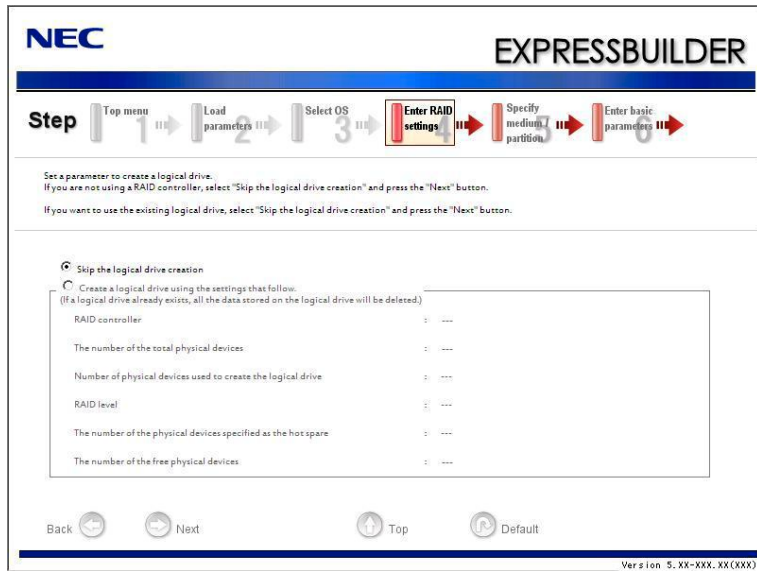 NEC
EXPRESSBUILDER
Step
Top menu
1
Load
parameters
2
Select OS
3
Enter RAID
settings
4
Specify
medium /
partition
5
Enter basic
parameters
6
Set a parameter to create a logical drive.
If you are not using a RAID controller, select "Skip the logical drive creation" and press the "Next" button.
If you want to use the existing logical drive, select "Skip the logical drive creation" and press the "Next" button.
Skip the logical drive creation
Create a logical drive using the settings that follow.
(If a logical drive already exists, all the data stored on the logical drive will be deleted.)
RAID controller : ---
The number of the total physical devices : ---
Number of physical devices used to create the logical drive : ---
RAID level : ---
The number of the physical devices specified as the hot spare : ---
The number of the free physical devices : ---
Back Next Top Default
Version 5.XX-XXX.XX(XXX)